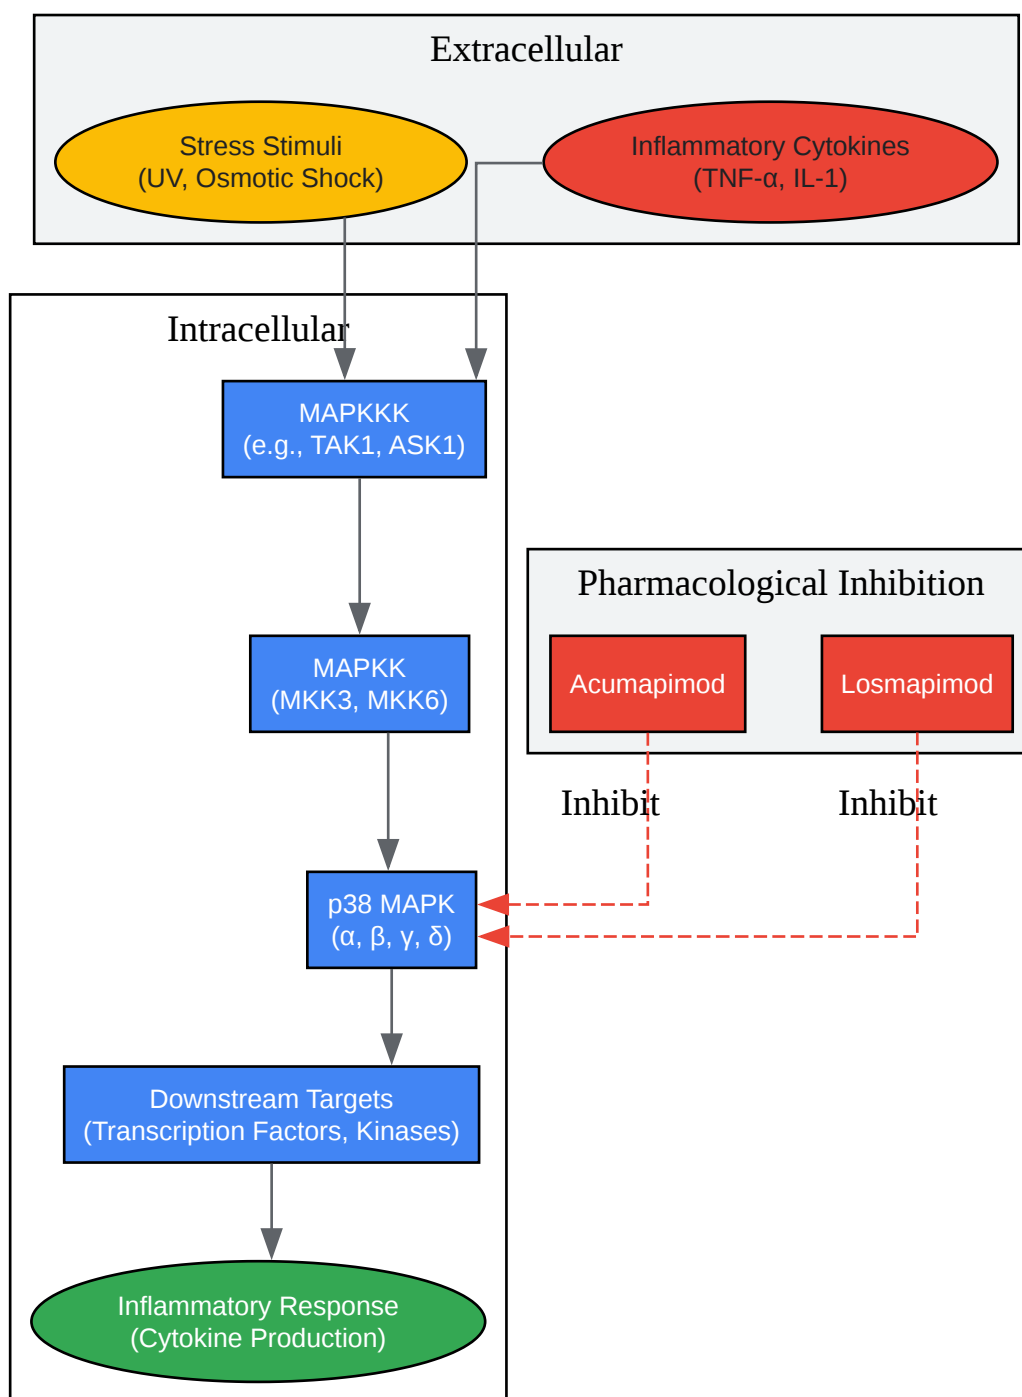 Extracellular
Stress Stimuli
(UV, Osmotic Shock)
Inflammatory Cytokines
(TNF-α, IL-1)
Intracellular
MAPKKK
(e.g., TAK1, ASK1)
Pharmacological Inhibition
MAPKK
(MKK3, MKK6)
Acumapimod
Losmapimod
Inhibit
Inhibit
p38 MAPK
(α, β, γ, δ)
Downstream Targets
(Transcription Factors, Kinases)
Inflammatory Response
(Cytokine Production)